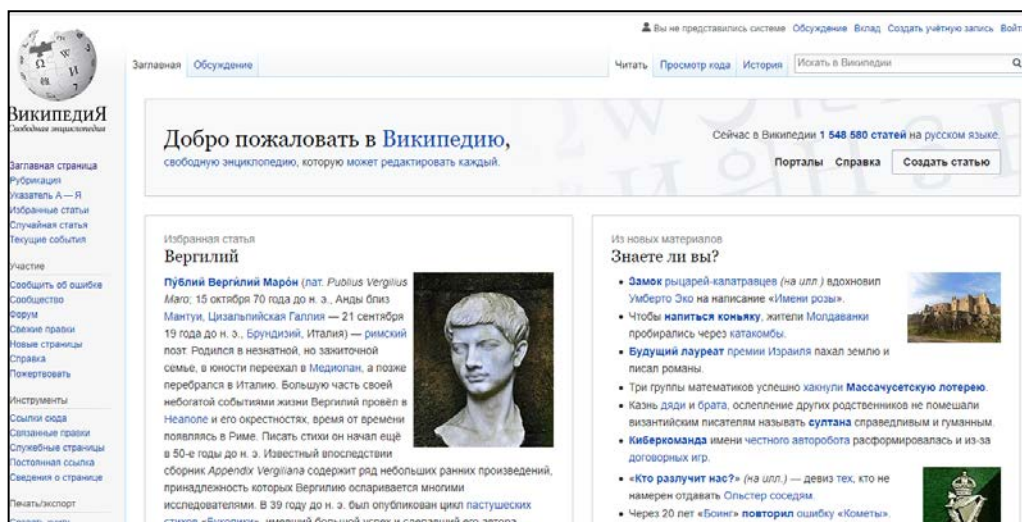 Вы не представились системе Обсуждение Вклад Создать учётную запись Войти
Заглавная Обсуждение
Читать Просмотр кода История Искать в Википедии
ВИКИПЕДИЯ
Свободная энциклопедия
Заглавная страница
Рубрикация
Указатель А — Я
Избранные статьи
Случайная статья
Текущие события
Участие
Сообщить об ошибке
Сообщество
Форум
Свежие правки
Новые страницы
Справка
Пожертвовать
Инструменты
Ссылки сюда
Связанные правки
Служебные страницы
Постоянная ссылка
Сведения о странице
Печать/экспорт
Добро пожаловать в Википедию,
свободную энциклопедию, которую может редактировать каждый.
Сейчас в Википедии 1 548 580 статей на русском языке.
Порталы Справка Создать статью
Избранная статья
Вергилий
Пу́блий Верги́лий Маро́н (лат. Publius Vergilius
Maro; 15 октября 70 года до н. э., Анды близ
Мантуи, Цизальпийская Галлия — 21 сентября
19 года до н. э., Брундизий, Италия) — римский
поэт. Родился в незнатной, но зажиточной
семье, в юности переехал в Медиолан, а позже
перебрался в Италию. Большую часть своей
небогатой событиями жизни Вергилий провёл в
Неаполе и его окрестностях, время от времени
появляясь в Риме. Писать стихи он начал ещё
в 50-е годы до н. э. Известный впоследствии
сборник Appendix Vergiliana содержит ряд небольших ранних произведений,
принадлежность которых Вергилию оспаривается многими
исследователями. В 39 году до н. э. был опубликован цикл пастушеских
стихов «Буколики», имевший большой успех и сделавший его автора
Из новых материалов
Знаете ли вы?
Замок рыцарей-калатравцев (на илл.) вдохновил
Умберто Эко на написание «Имени розы».
Чтобы напиться коньяку, жители Молдаванки
пробирались через катакомбы.
Будущий лауреат премии Израиля пахал землю и
писал романы.
Три группы математиков успешно хакнули Массачусетскую лотерею.
Казнь дяди и брата, ослепление других родственников не помешали
византийским писателям называть султана справедливым и гуманным.
Киберкоманда имени честного авторобота расформировалась и из-за
договорных игр.
«Кто разлучит нас?» (на илл.) — девиз тех, кто не
намерен отдавать Ольстер соседям.
Через 20 лет «Боинг» повторил ошибку «Кометы».